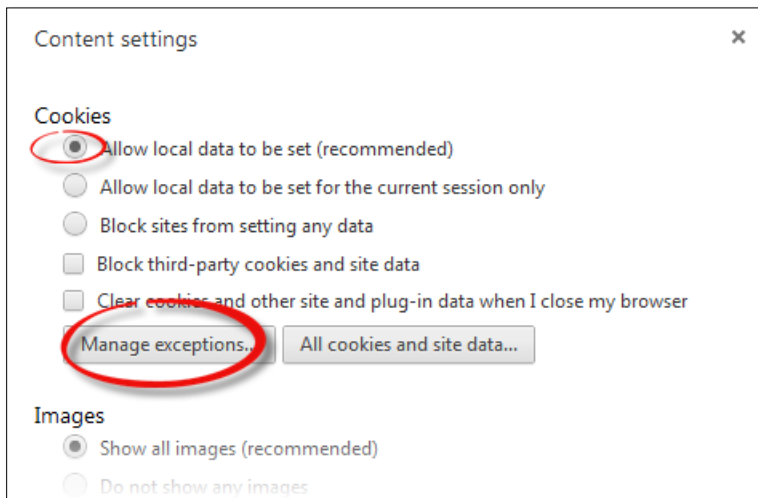 Content settings
Cookies
Allow local data to be set (recommended)
Allow local data to be set for the current session only
Block sites from setting any data
Block third-party cookies and site data
Clear cookies and other site and plug-in data when I close my browser
Manage exceptions... All cookies and site data...
Images
Show all images (recommended)
Do not show any images